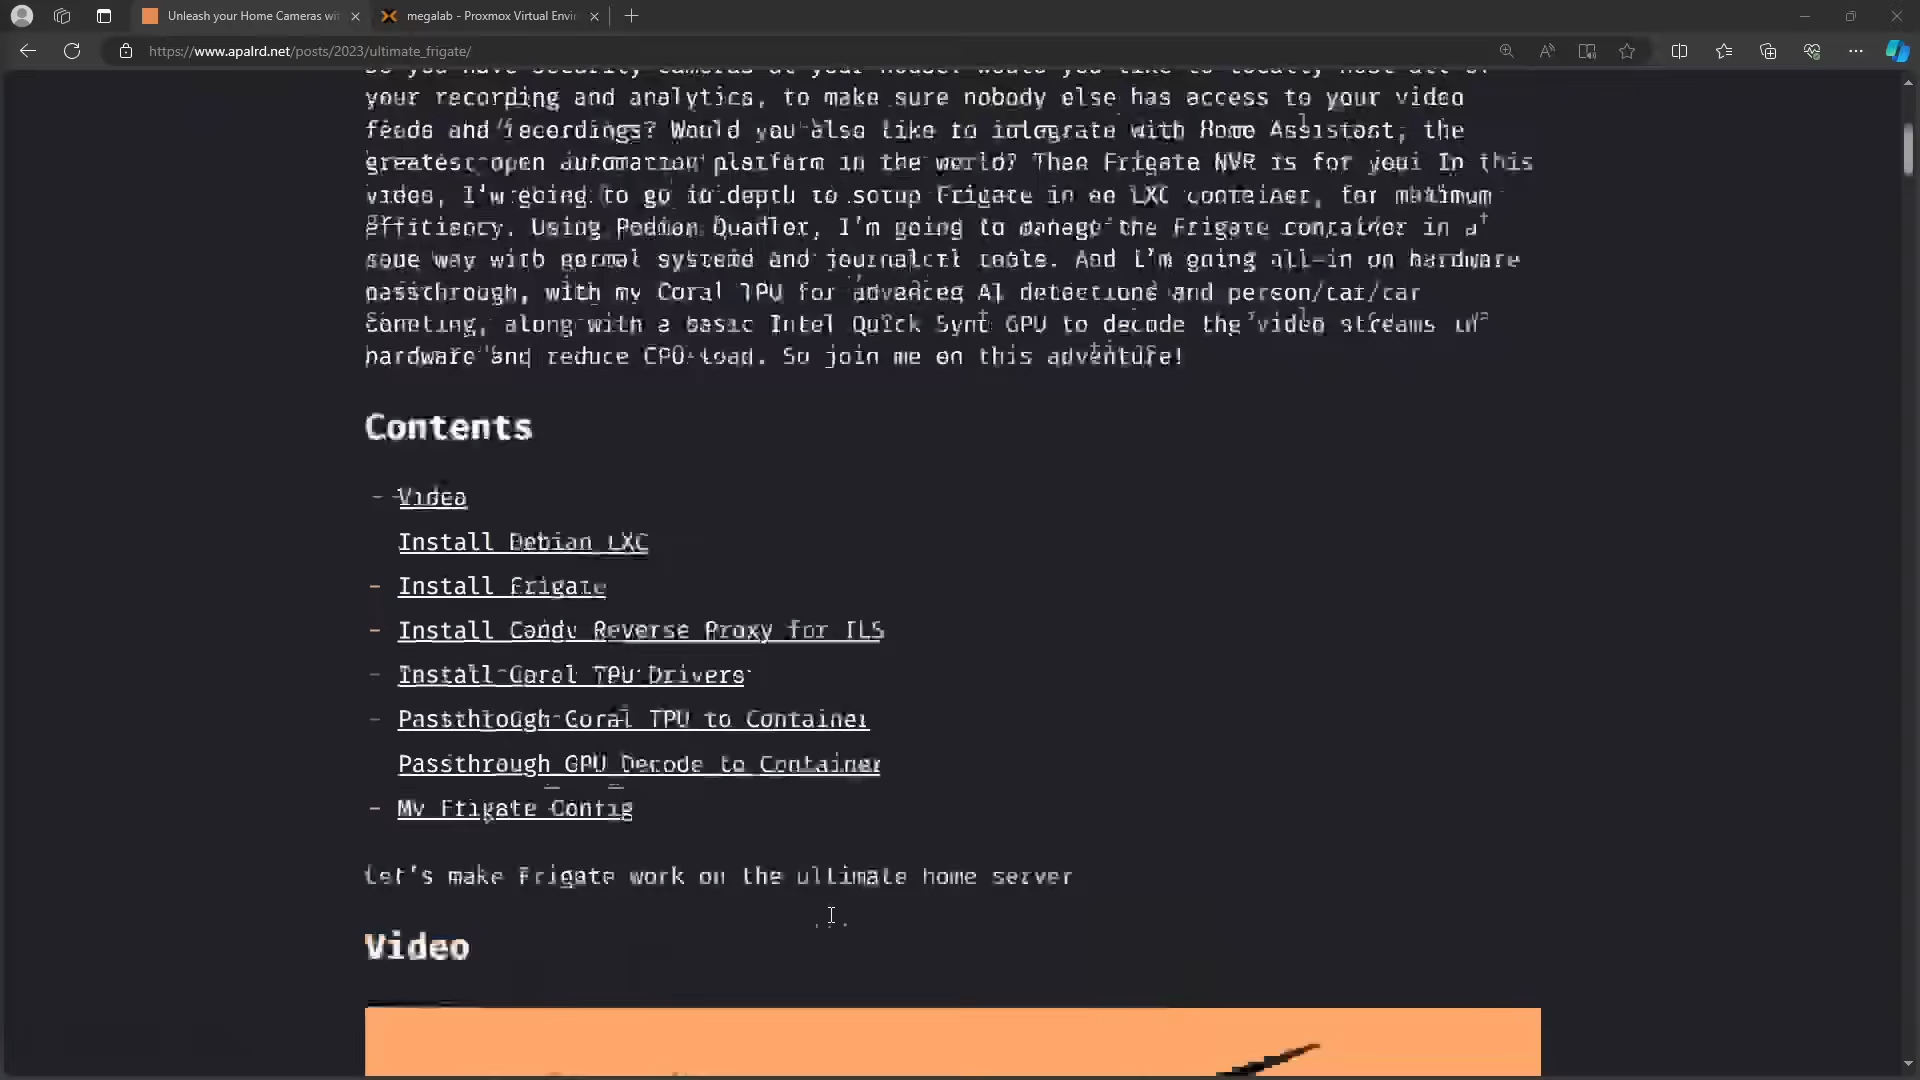 Unleash your Home Cameras wi
megalab - Proxmox Virtual Envi
https://www.apalrd.net/posts/2023/ultimate_frigate/
your recording and analytics, to make sure nobody else has access to your video
feeds and recordings? Would you also like to integrate with Home Assistant, the
greatest open automation platform in the world? Then Frigate NVR is for you! In this
video, I'm going to go in depth to setup Frigate in an LXC container, for maximum
efficiency. Using Podman Quadlet, I'm going to manage the Frigate container in a
sane way with normal systemd and journalctl tools. And I'm going all-in on hardware
passthrough, with my Coral TPU for advanced AI detections and person/car/
along with a basic Intel Quick Sync GPU to decode the video streams in
hardware and reduce CPU load. So join me on this adventure!
Contents
- Video
Install Debian LXC
- Install Frigate
- Install Caddy Reverse Proxy for TLS
- Install Coral TPU Drivers
- Passthrough Coral TPU to Container
Passthrough GPU Decode to Container
- My Frigate Config
Let's make Frigate work on the ultimate home server
Video